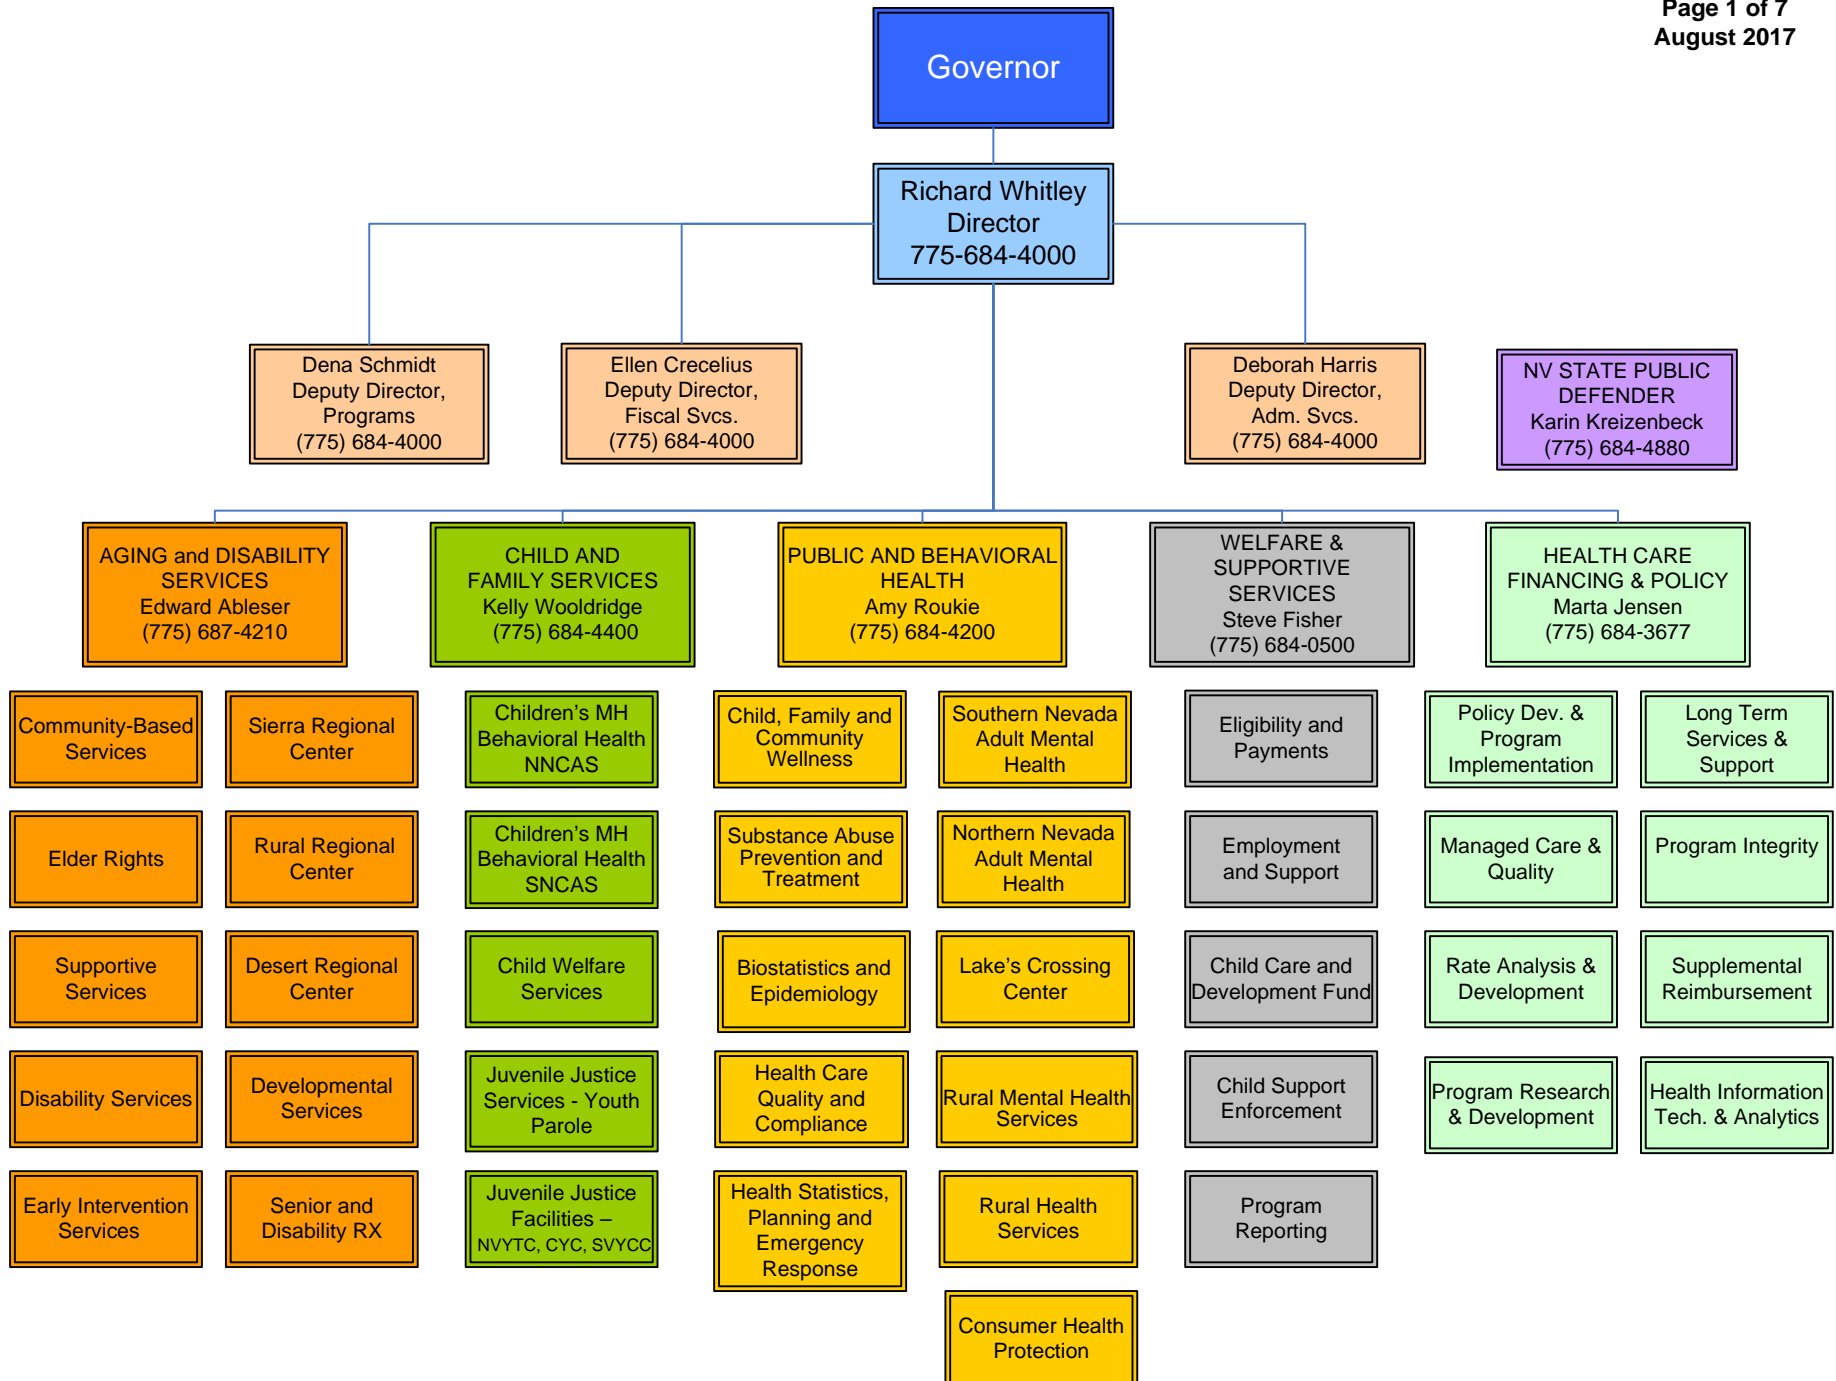 Page 1 of 7
August 2017
Governor
Richard Whitley
Director
775-684-4000
Dena Schmidt
Deputy Director,
Programs
(775) 684-4000
Ellen Crecelius
Deputy Director,
Fiscal Svcs.
(775) 684-4000
Deborah Harris
Deputy Director,
Adm. Svcs.
(775) 684-4000
NV STATE PUBLIC
DEFENDER
Karin Kreizenbeck
(775) 684-4880
AGING and DISABILITY
SERVICES
Edward Ableser
(775) 687-4210
CHILD AND
FAMILY SERVICES
Kelly Wooldridge
(775) 684-4400
PUBLIC AND BEHAVIORAL
HEALTH
Amy Roukie
(775) 684-4200
WELFARE &
SUPPORTIVE
SERVICES
Steve Fisher
(775) 684-0500
HEALTH CARE
FINANCING & POLICY
Marta Jensen
(775) 684-3677
Community-Based
Services
Sierra Regional
Center
Children's MH
Behavioral Health
NNCAS
Child, Family and
Community
Wellness
Southern Nevada
Adult Mental
Health
Eligibility and
Payments
Policy Dev. &
Program
Implementation
Long Term
Services &
Support
Elder Rights
Rural Regional
Center
Children's MH
Behavioral Health
SNCAS
Substance Abuse
Prevention and
Treatment
Northern Nevada
Adult Mental
Health
Employment
and Support
Managed Care &
Quality
Program Integrity
Supportive
Services
Desert Regional
Center
Child Welfare
Services
Biostatistics and
Epidemiology
Lake's Crossing
Center
Child Care and
Development Fund
Rate Analysis &
Development
Supplemental
Reimbursement
Disability Services
Developmental
Services
Juvenile Justice
Services - Youth
Parole
Health Care
Quality and
Compliance
Rural Mental Health
Services
Child Support
Enforcement
Program Research
& Development
Health Information
Tech. & Analytics
Early Intervention
Services
Senior and
Disability RX
Juvenile Justice
Facilities –
NVYTC, CYC, SVYCC
Health Statistics,
Planning and
Emergency
Response
Rural Health
Services
Program
Reporting
Consumer Health
Protection